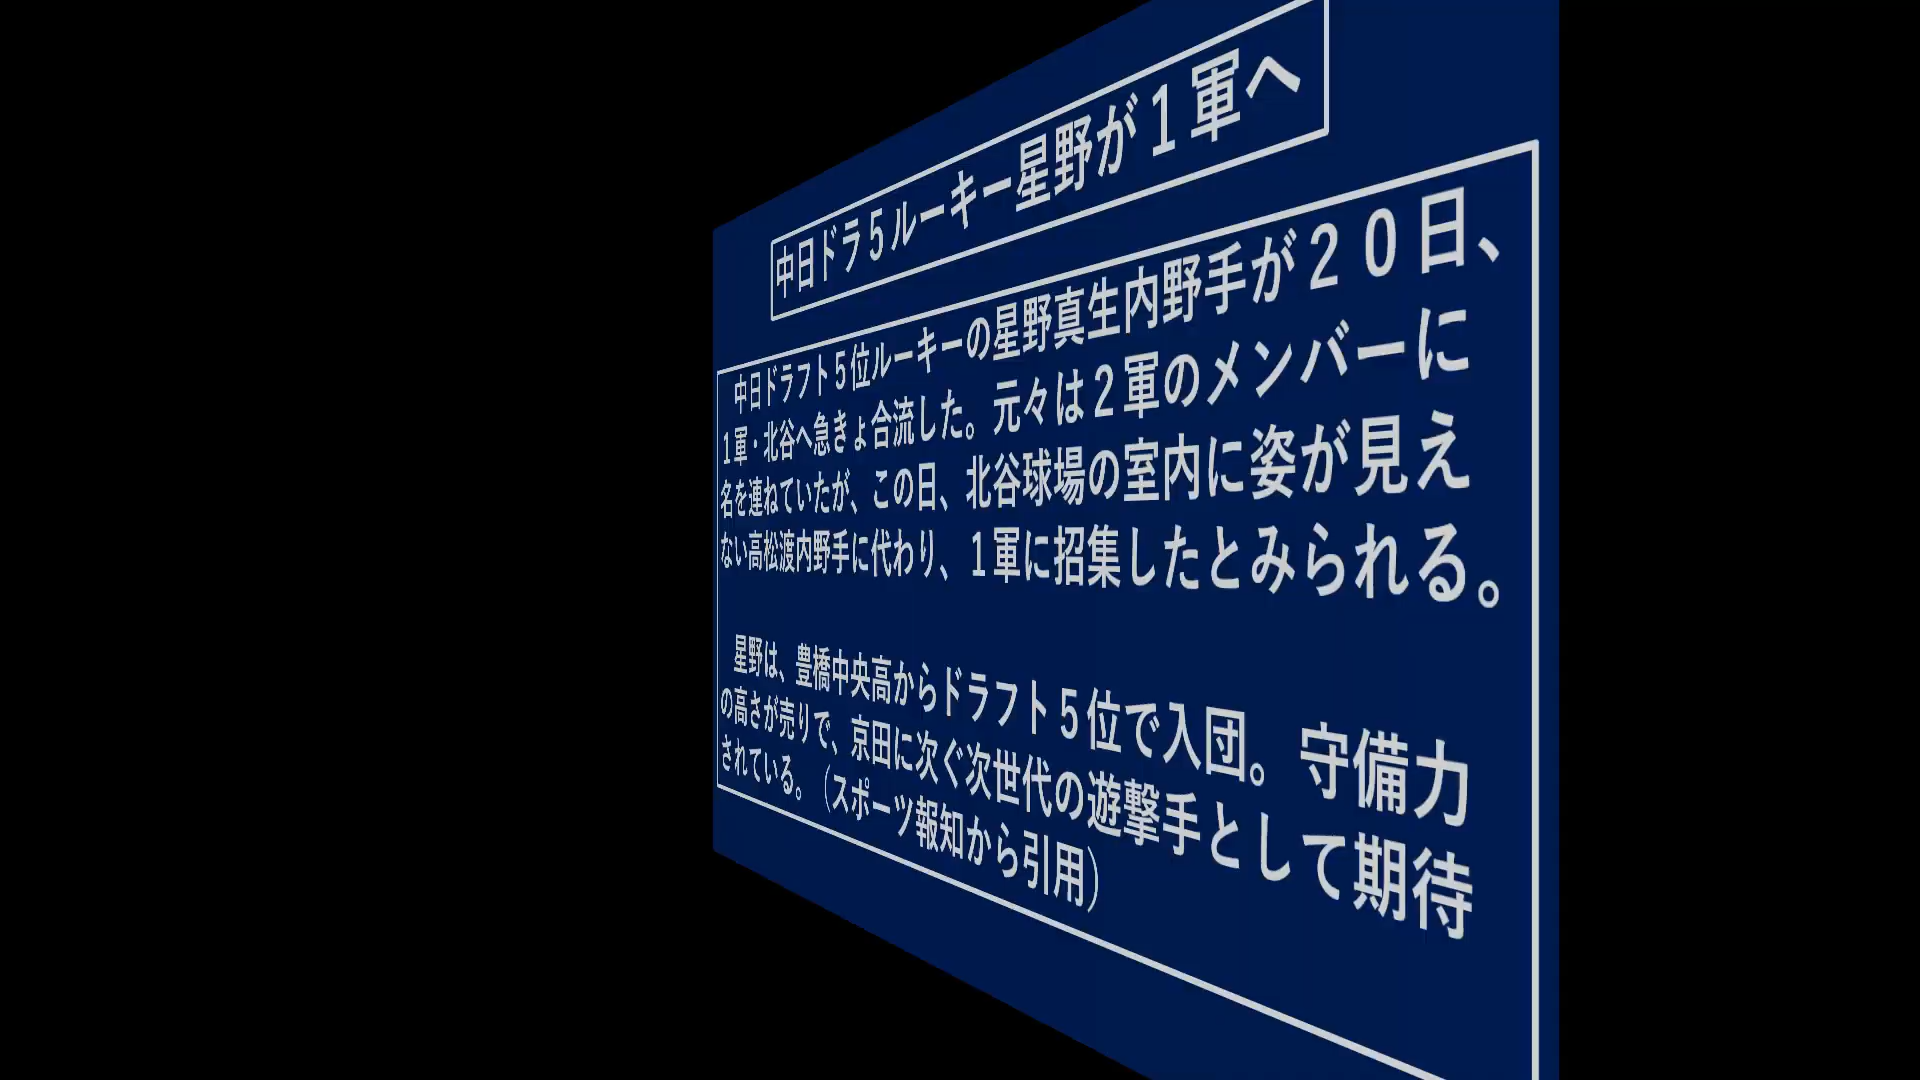 中日ドラ５ルーキー星野が１軍へ
中日ドラフト５位ルーキーの星野真生内野手が２０日、
１軍・北谷へ急きょ合流した。元々は２軍のメンバーに
名を連ねていたが、この日、北谷球場の室内に姿が見え
ない高松渡内野手に代わり、１軍に招集したとみられる。
星野は、豊橋中央高からドラフト５位で入団。守備力
の高さが売りで、京田に次ぐ次世代の遊撃手として期待
されている。（スポーツ報知から引用）